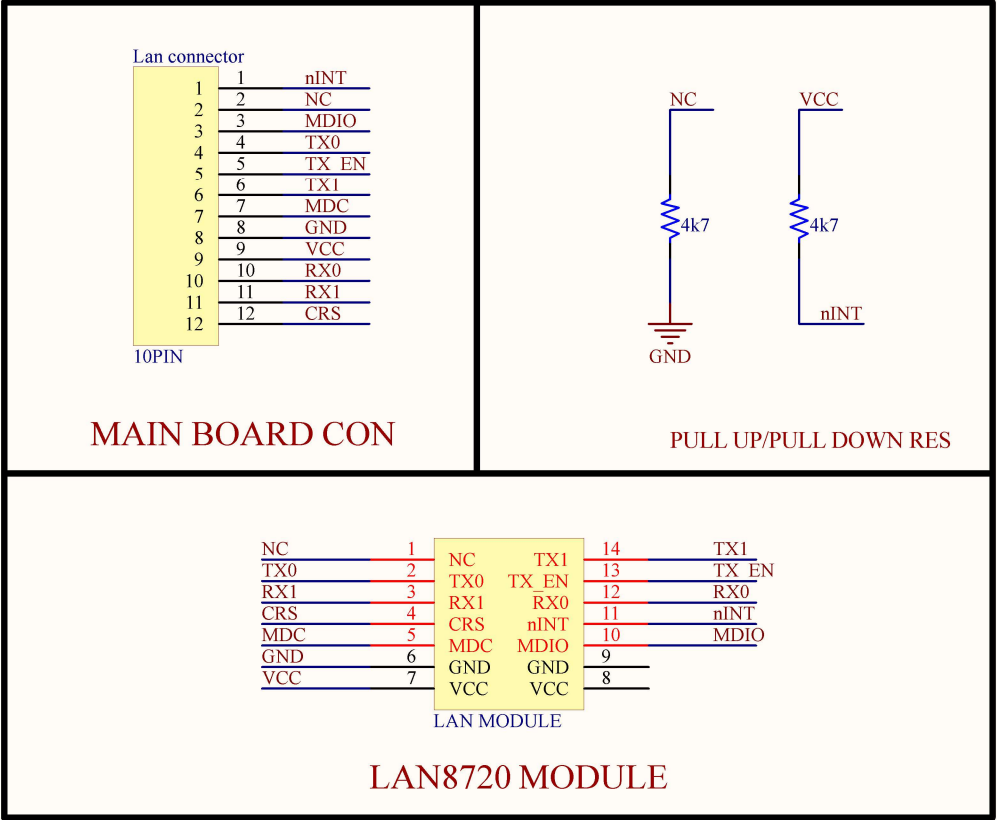 Lan connector
1 1 nINT
2 2 NC
3 3 MDIO
4 4 TX0
5 5 TX_EN
6 6 TX1
7 7 MDC
8 8 GND
9 9 VCC
10 10 RX0
11 11 RX1
12 12 CRS
10PIN
MAIN BOARD CON
NC VCC
4k7 4k7
nINT
GND
PULL UP/PULL DOWN RES
NC 1 NC TX1 14 TX1
TX0 2 TX0 TX_EN 13 TX_EN
RX1 3 RX1 RX0 12 RX0
CRS 4 CRS nINT 11 nINT
MDC 5 MDC MDIO 10 MDIO
GND 6 GND GND 9
VCC 7 VCC VCC 8
LAN MODULE
LAN8720 MODULE